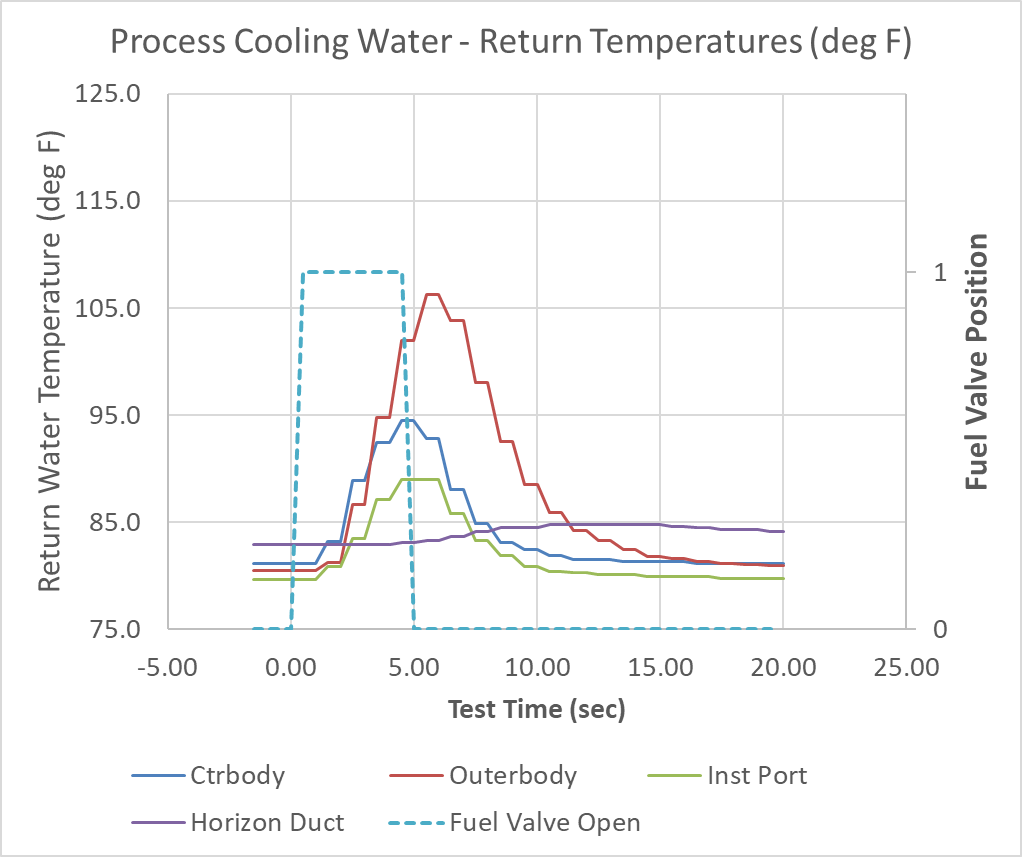 Process Cooling Water - Return Temperatures (deg F)
125.0
115.0
105.0
95.0
85.0
75.0
Return Water Temperature (deg F)
1
0
Fuel Valve Position
-5.00 0.00 5.00 10.00 15.00 20.00 25.00
Test Time (sec)
Ctrbody Outerbody Inst Port
Horizon Duct Fuel Valve Open